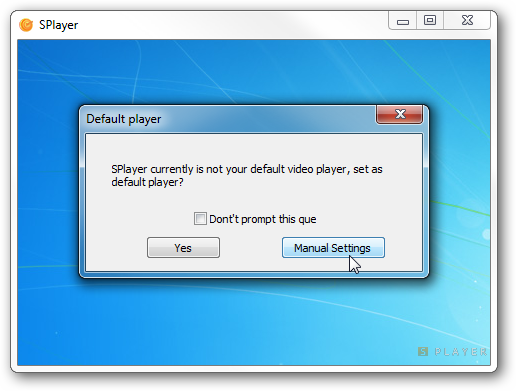 SPlayer
Default player
SPlayer currently is not your default video player, set as
default player?
Dont't prompt this que
Yes
Manual Settings
S PLAYER